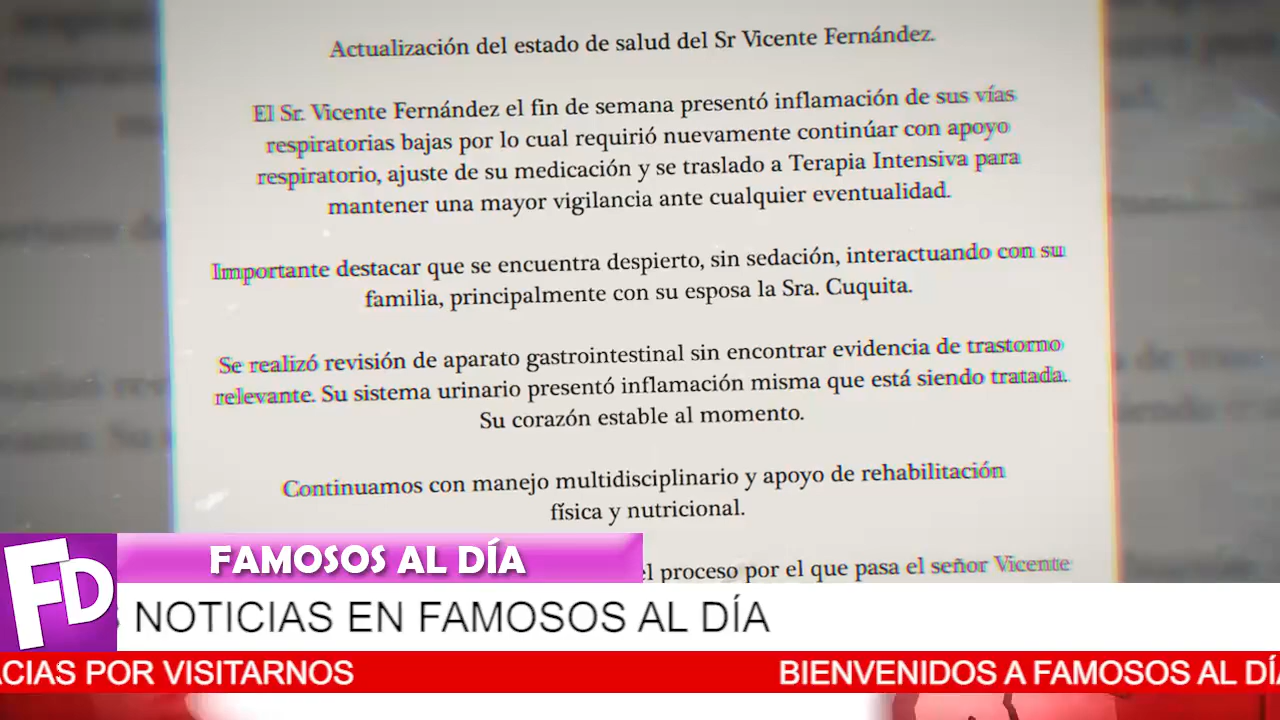 Actualización del estado de salud del Sr Vicente Fernández.
El Sr. Vicente Fernández el fin de semana presentó inflamación de sus vías
respiratorias bajas por lo cual requirió nuevamente continúar con apoyo
respiratorio, ajuste de su medicación y se traslado a Terapia Intensiva para
mantener una mayor vigilancia ante cualquier eventualidad.
Importante destacar que se encuentra despierto, sin sedación, interactuando con su
familia, principalmente con su esposa la Sra. Cuquita.
Se realizó revisión de aparato gastrointestinal sin encontrar evidencia de trastorno
relevante. Su sistema urinario presentó inflamación misma que está siendo tratada.
Su corazón estable al momento.
Continuamos con manejo multidisciplinario y apoyo de rehabilitación
física y nutricional.
el proceso por el que pasa el señor Vicente
FD
FAMOSOS AL DÍA
NOTICIAS EN FAMOSOS AL DÍA
ACIAS POR VISITARNOS BIENVENIDOS A FAMOSOS AL DÍA